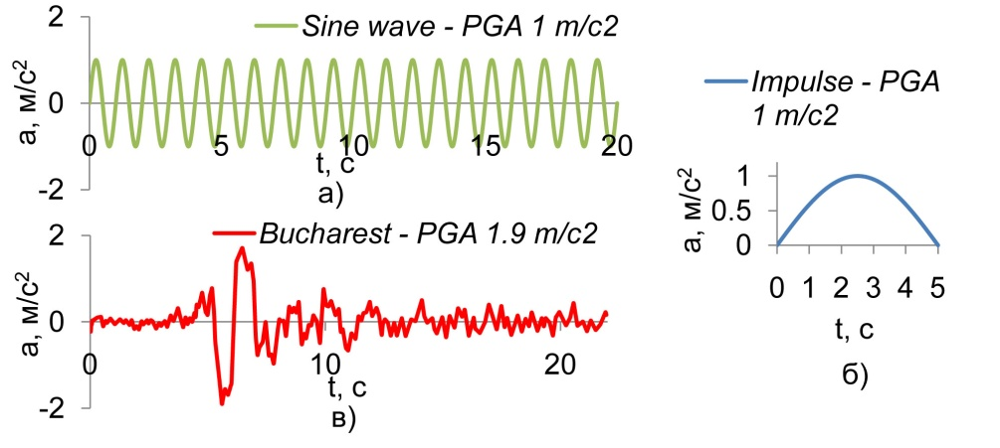 2
Sine wave - PGA 1 m/c2
а, м/с²
0
0 5 10 15 20
t, c
-2
а)
Impulse - PGA
1 m/c2
а, м/с²
1
0.5
0
0 1 2 3 4 5
t, c
б)
2
Bucharest - PGA 1.9 m/c2
а, м/с²
0
0 10 20
t, c
-2
в)